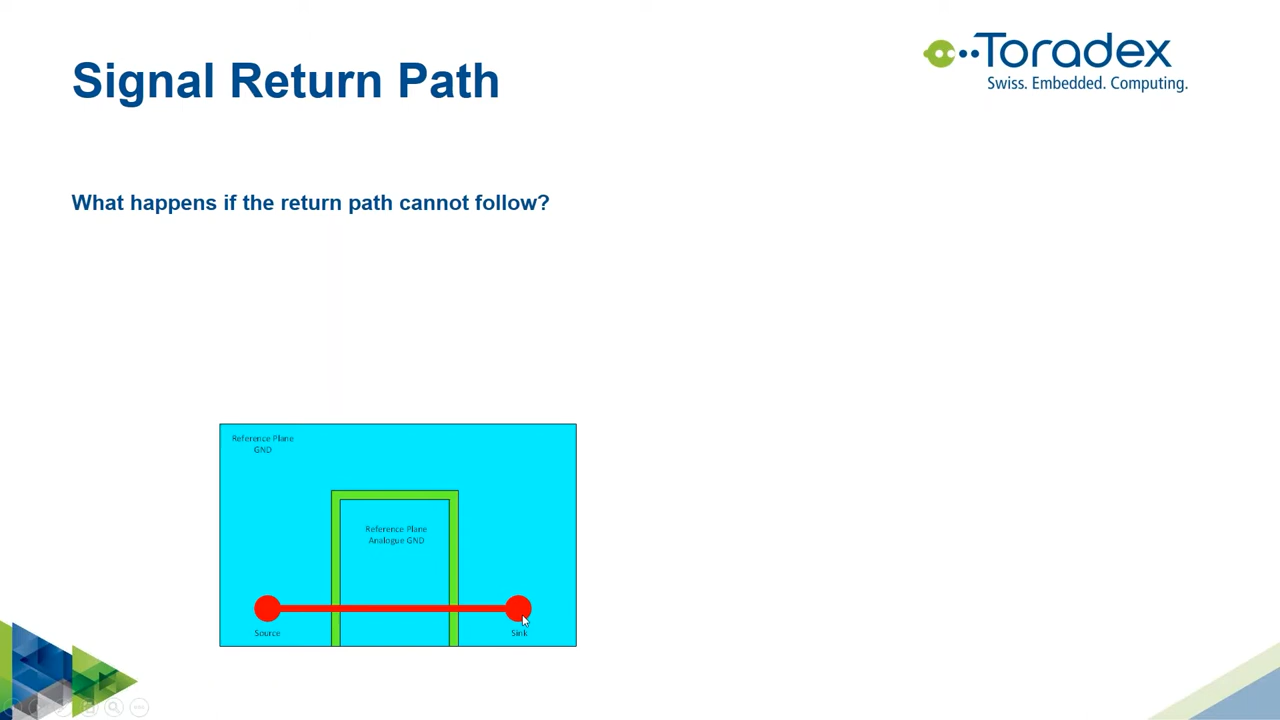 Signal Return Path
Toradex
Swiss. Embedded. Computing.
What happens if the return path cannot follow?
Reference Plane
GND
Reference Plane
Analogue GND
Source
Sink